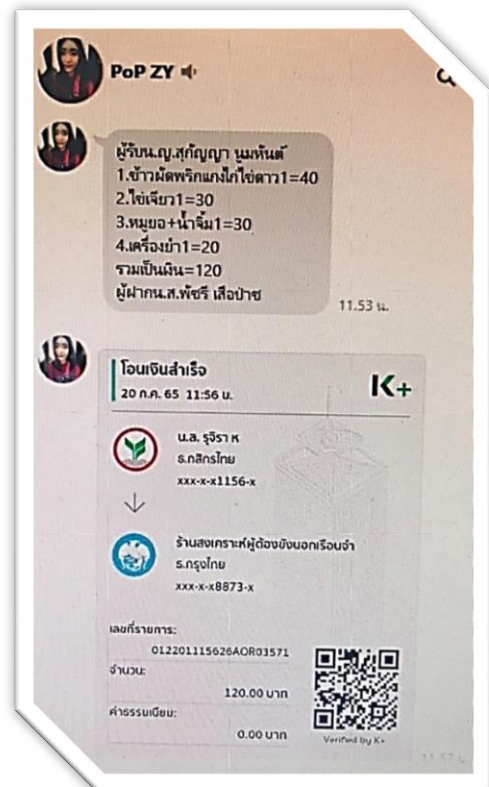 PoP ZY
ผู้รับน.ญ.สุกัญญา นูมหันต์
1.ข้าวผัดพริกแกงไก่ไข่ดาว1=40
2.ไข่เจียว1=30
3.หมูยอ+น้ำจิ้ม1=30
4.เครื่องยำ1=20
รวมเป็นเงิน=120
ผู้ฝากน.ส.พัชรี เสือป่าซ
11.53 น.
โอนเงินสำเร็จ
20 ก.ค. 65 11:56 น.
K+
น.ส. รุจิรา ห
ธ.กสิกรไทย
xxx-x-x1156-x
ร้านสงเคราะห์ผู้ต้องขังนอกเรือนจำ
ธ.กรุงไทย
xxx-x-x8873-x
เลขที่รายการ:
012201115626AOR03571
จำนวน:
120.00 บาท
ค่าธรรมเนียม:
0.00 บาท
Verified by K+
11.57 น.